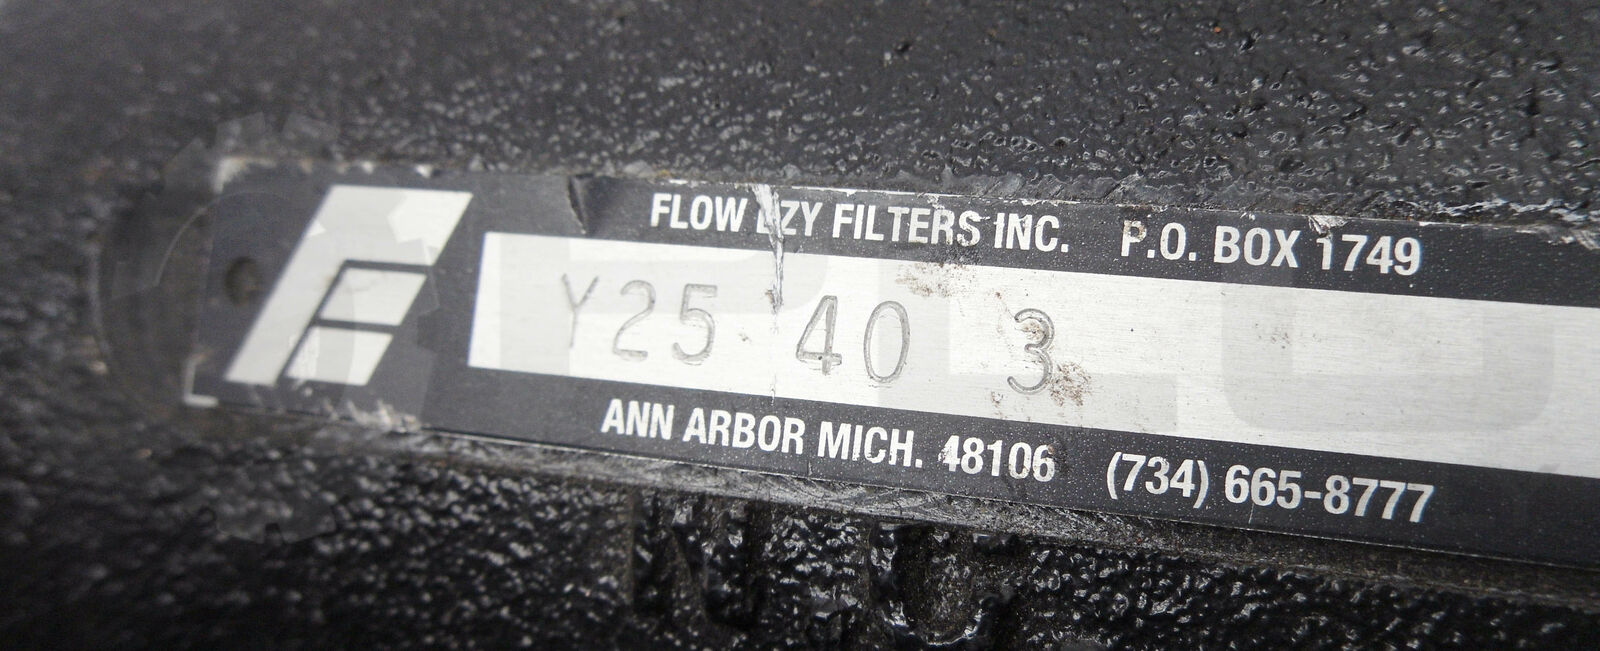 FLOW EZY FILTERS INC. P.O. BOX 1749
Y25 40 3
ANN ARBOR MICH. 48106 (734) 665-8777